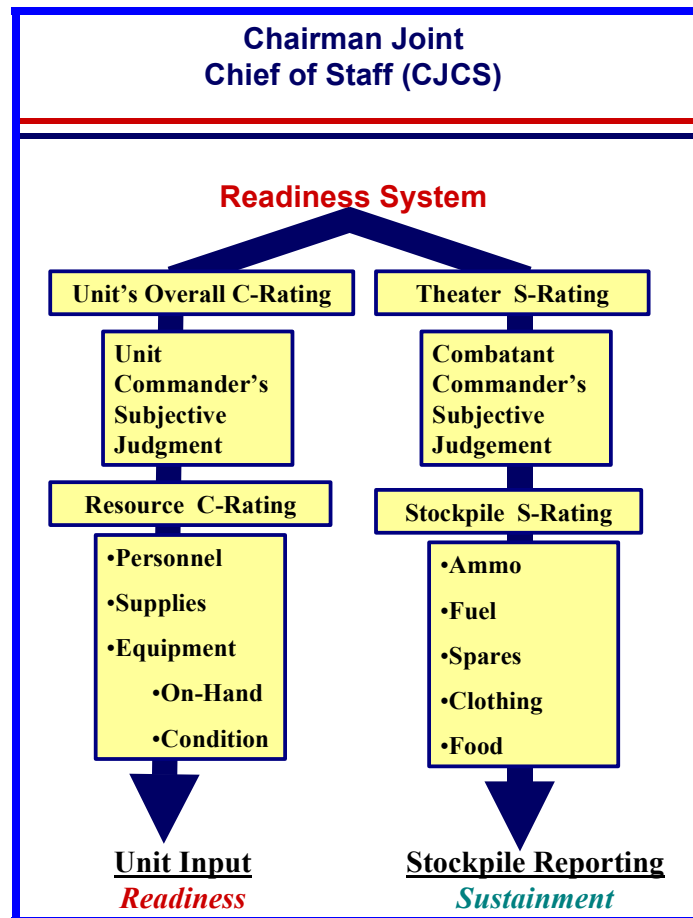 Chairman Joint
Chief of Staff (CJCS)
Readiness System
Unit's Overall C-Rating
Unit
Commander's
Subjective
Judgment
Resource C-Rating
•Personnel
•Supplies
•Equipment
•On-Hand
•Condition
Unit Input
Readiness
Theater S-Rating
Combatant
Commander's
Subjective
Judgement
Stockpile S-Rating
•Ammo
•Fuel
•Spares
•Clothing
•Food
Stockpile Reporting
Sustainment